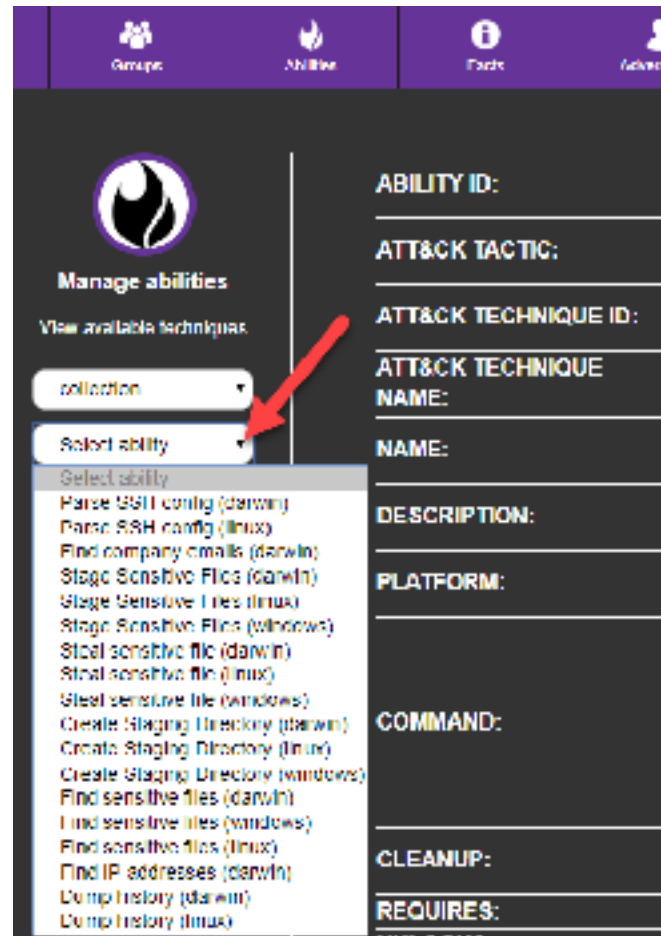 Groups
Abilities
Facts
Manage abilities
View available techniques
collection
Select ability
Select ability
Parse SSH config (darwin)
Parse SSH config (linux)
Find company emails (darwin)
Stage Sensitive Files (darwin)
Stage Sensitive Files (linux)
Stage Sensitive Files (windows)
Steal sensitive file (darwin)
Steal sensitive file (linux)
Steal sensitive file (windows)
Create Staging Directory (darwin)
Create Staging Directory (linux)
Create Staging Directory (windows)
Find sensitive files (darwin)
Find sensitive files (windows)
Find sensitive files (linux)
Find IP addresses (darwin)
Dump history (darwin)
Dump history (linux)
ABILITY ID:
ATT&CK TACTIC:
ATT&CK TECHNIQUE ID:
ATT&CK TECHNIQUE
NAME:
NAME:
DESCRIPTION:
PLATFORM:
COMMAND:
CLEANUP:
REQUIRES: